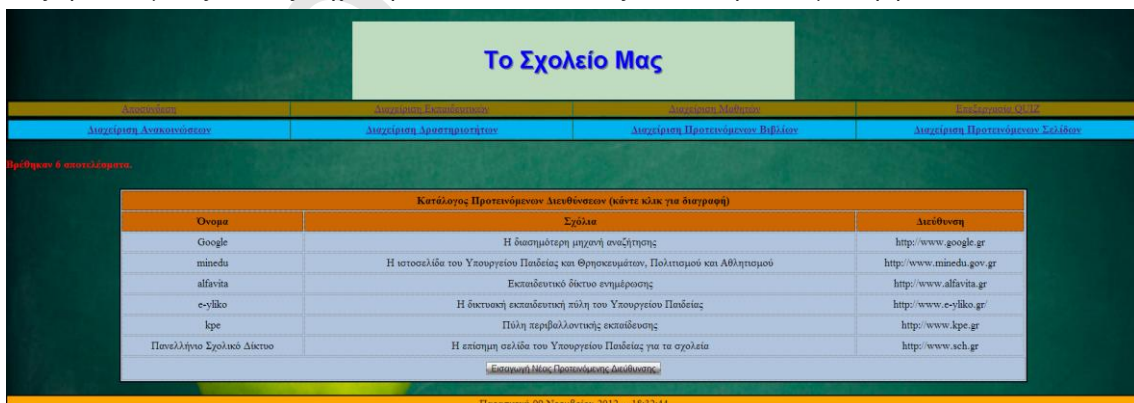 Το Σχολείο Μας
Αποσύνδεση Διαχείριση Εκπαιδευτικών Διαχείριση Μαθητών Επεξεργασία QUIZ
Διαχείριση Ανακοινώσεων Διαχείριση Δραστηριοτήτων Διαχείριση Προτεινόμενων Βιβλίων Διαχείριση Προτεινόμενων Σελίδων
Βρέθηκαν 6 αποτελέσματα.
Κατάλογος Προτεινόμενων Διευθύνσεων (κάντε κλικ για διαγραφή)
Όνομα Σχόλια Διεύθυνση
Google Η διασημότερη μηχανή αναζήτησης http://www.google.gr
minedu Η ιστοσελίδα του Υπουργείου Παιδείας και Θρησκευμάτων, Πολιτισμού και Αθλητισμού http://www.minedu.gov.gr
alfavita Εκπαιδευτικό δίκτυο ενημέρωσης http://www.alfavita.gr
e-yliko Η δικτυακή εκπαιδευτική πύλη του Υπουργείου Παιδείας http://www.e-yliko.gr/
kpe Πύλη περιβαλλοντικής εκπαίδευσης http://www.kpe.gr
Πανελλήνιο Σχολικό Δίκτυο Η επίσημη σελίδα του Υπουργείου Παιδείας για τα σχολεία http://www.sch.gr
Εισαγωγή Νέας Προτεινόμενης Διεύθυνσης